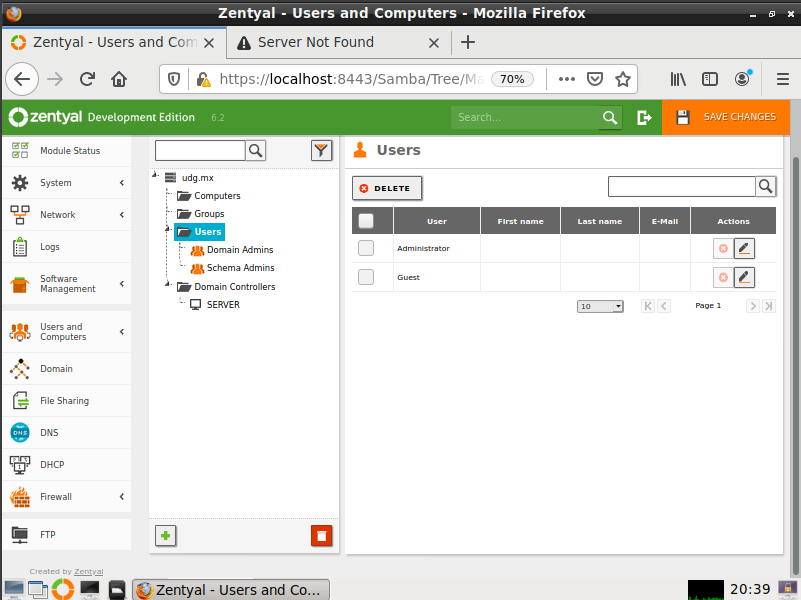 Zentyal - Users and Computers - Mozilla Firefox
Zentyal - Users and Com
Server Not Found
https://localhost:8443/Samba/Tree/Ma
70%
zentyal Development Edition 6.2
Search...
SAVE CHANGES
Module Status
System
Network
Logs
Software
Management
Users and
Computers
Domain
File Sharing
DNS
DNS
DHCP
Firewall
FTP
Created by Zentyal
udg.mx
Computers
Groups
Users
Domain Admins
Schema Admins
Domain Controllers
SERVER
Users
DELETE
User First name Last name E-Mail Actions
Administrator
Guest
10
Page 1
Zentyal - Users and Co...
20:39